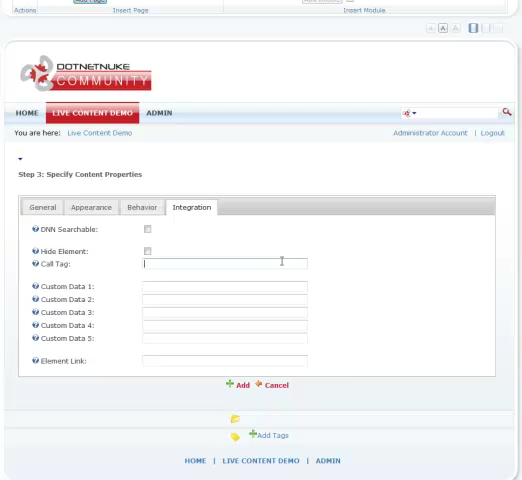 Add Page
Actions Insert Page Insert Module
A A A
DOTNETNUKE
COMMUNITY
HOME LIVE CONTENT DEMO ADMIN
You are here: Live Content Demo Administrator Account | Logout
Step 3: Specify Content Properties
General Appearance Behavior Integration
DNN Searchable:
Hide Element:
Call Tag:
Custom Data 1:
Custom Data 2:
Custom Data 3:
Custom Data 4:
Custom Data 5:
Element Link:
Add Cancel
Add Tags
HOME | LIVE CONTENT DEMO | ADMIN